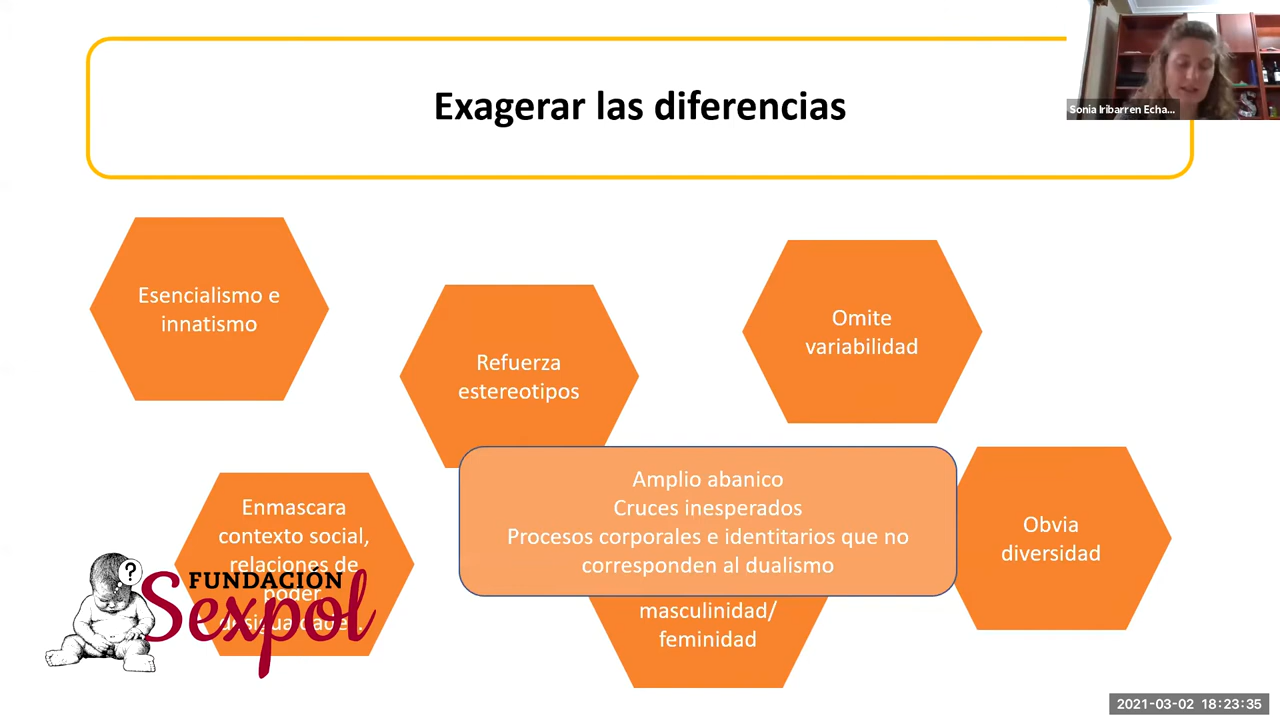 Exagerar las diferencias
Sonia Iribarren Echa...
Esencialismo e
innatismo
Refuerza
estereotipos
Omite
variabilidad
Enmascara
contexto social,
relaciones de
poder,
Amplio abanico
Cruces inesperados
Procesos corporales e identitarios que no
corresponden al dualismo
masculinidad/
feminidad
Obvia
diversidad
?
FUNDACIÓN
Sexpol
2021-03-02 18:23:35